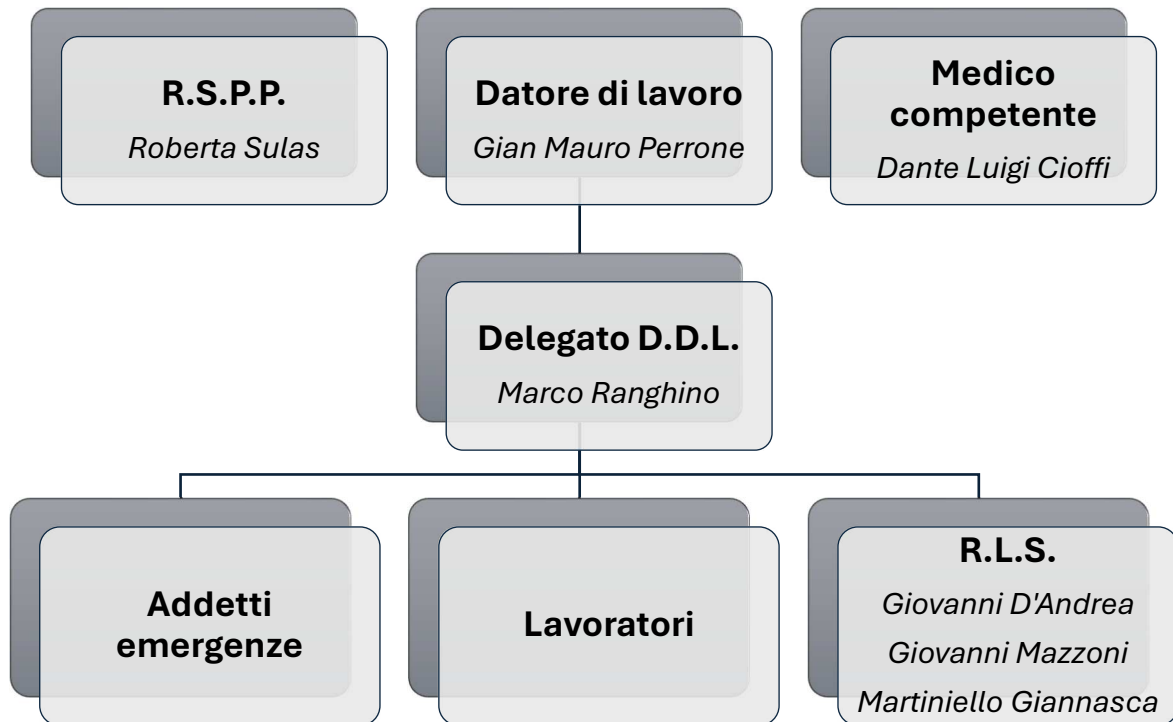 R.S.P.P.
Roberta Sulas
Datore di lavoro
Gian Mauro Perrone
Medico
competente
Dante Luigi Cioffi
Delegato D.D.L.
Marco Ranghino
Addetti
emergenze
Lavoratori
R.L.S.
Giovanni D'Andrea
Giovanni Mazzoni
Martiniello Giannasca